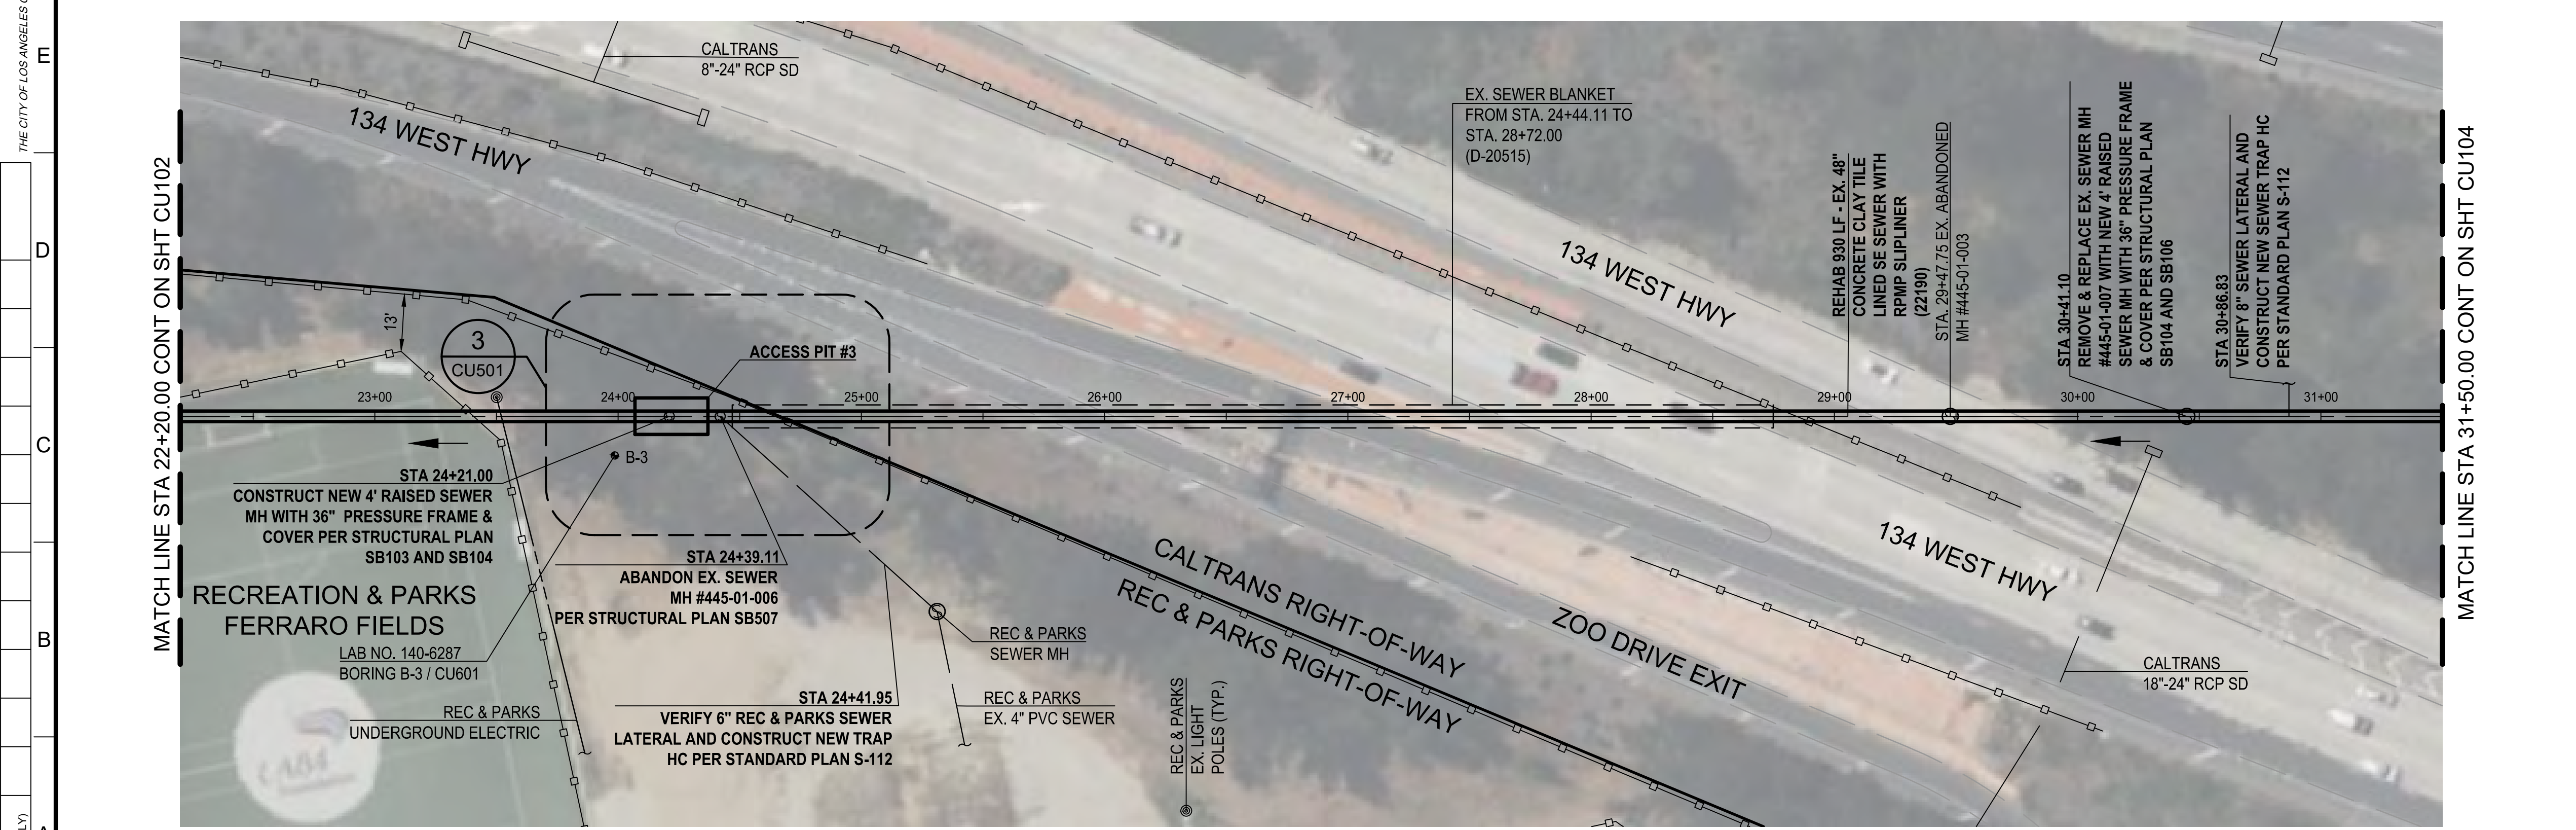 THE CITY OF LOS ANGELES
E
D
C
B
MATCH LINE STA 22+20.00 CONT ON SHT CU102
CALTRANS
8"-24" RCP SD
134 WEST HWY
EX. SEWER BLANKET
FROM STA. 24+44.11 TO
STA. 28+72.00
(D-20515)
134 WEST HWY
REHAB 930 LF - EX. 48"
CONCRETE CLAY TILE
LINED SE SEWER WITH
RPMP SLIPLINER
(22190)
STA. 29+47.75 EX. ABANDONED
MH #445-01-003
STA 30+41.10
REMOVE & REPLACE EX. SEWER MH
#445-01-007 WITH NEW 4' RAISED
SEWER MH WITH 36" PRESSURE FRAME
& COVER PER STRUCTURAL PLAN
SB104 AND SB106
STA 30+86.83
VERIFY 8" SEWER LATERAL AND
CONSTRUCT NEW SEWER TRAP HC
PER STANDARD PLAN S-112
MATCH LINE STA 31+50.00 CONT ON SHT CU104
13'
3
CU501
ACCESS PIT #3
23+00
24+00
25+00
26+00
27+00
28+00
29+00
30+00
31+00
B-3
STA 24+21.00
CONSTRUCT NEW 4' RAISED SEWER
MH WITH 36" PRESSURE FRAME &
COVER PER STRUCTURAL PLAN
SB103 AND SB104
RECREATION & PARKS
FERRARO FIELDS
LAB NO. 140-6287
BORING B-3 / CU601
REC & PARKS
UNDERGROUND ELECTRIC
STA 24+39.11
ABANDON EX. SEWER
MH #445-01-006
PER STRUCTURAL PLAN SB507
STA 24+41.95
VERIFY 6" REC & PARKS SEWER
LATERAL AND CONSTRUCT NEW TRAP
HC PER STANDARD PLAN S-112
REC & PARKS
SEWER MH
REC & PARKS
EX. 4" PVC SEWER
REC & PARKS
EX. LIGHT
POLES (TYP.)
CALTRANS RIGHT-OF-WAY
REC & PARKS RIGHT-OF-WAY
ZOO DRIVE EXIT
134 WEST HWY
CALTRANS
18"-24" RCP SD